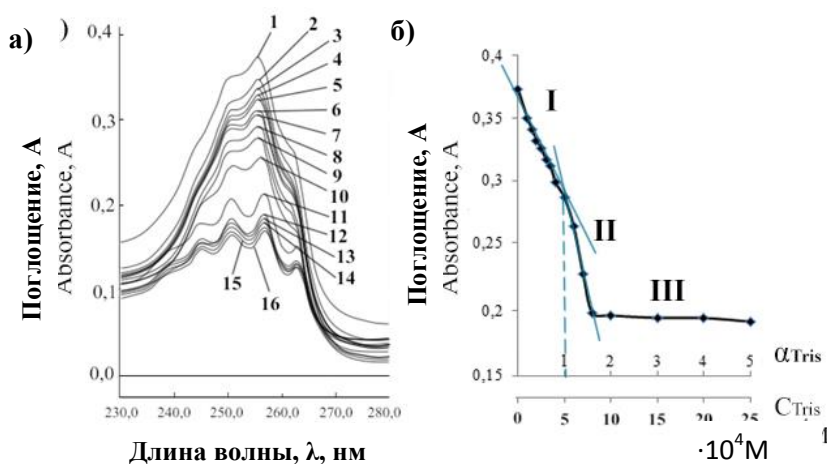 а)
)
Поглощение, А
Absorbance, A
0,4
0,3
0,2
0,1
0,0
230,0
240,0
250,0
260,0
270,0
280,0
Длина волны, λ, нм
1
2
3
4
5
6
7
8
9
10
11
12
13
14
15
16
б)
Поглощение, А
Absorbance, A
0,4
0,35
0,3
0,25
0,2
0,15
I
II
III
1 2 3 4 5 αTris
0 5 10 15 20 25 CTris
·10⁴М